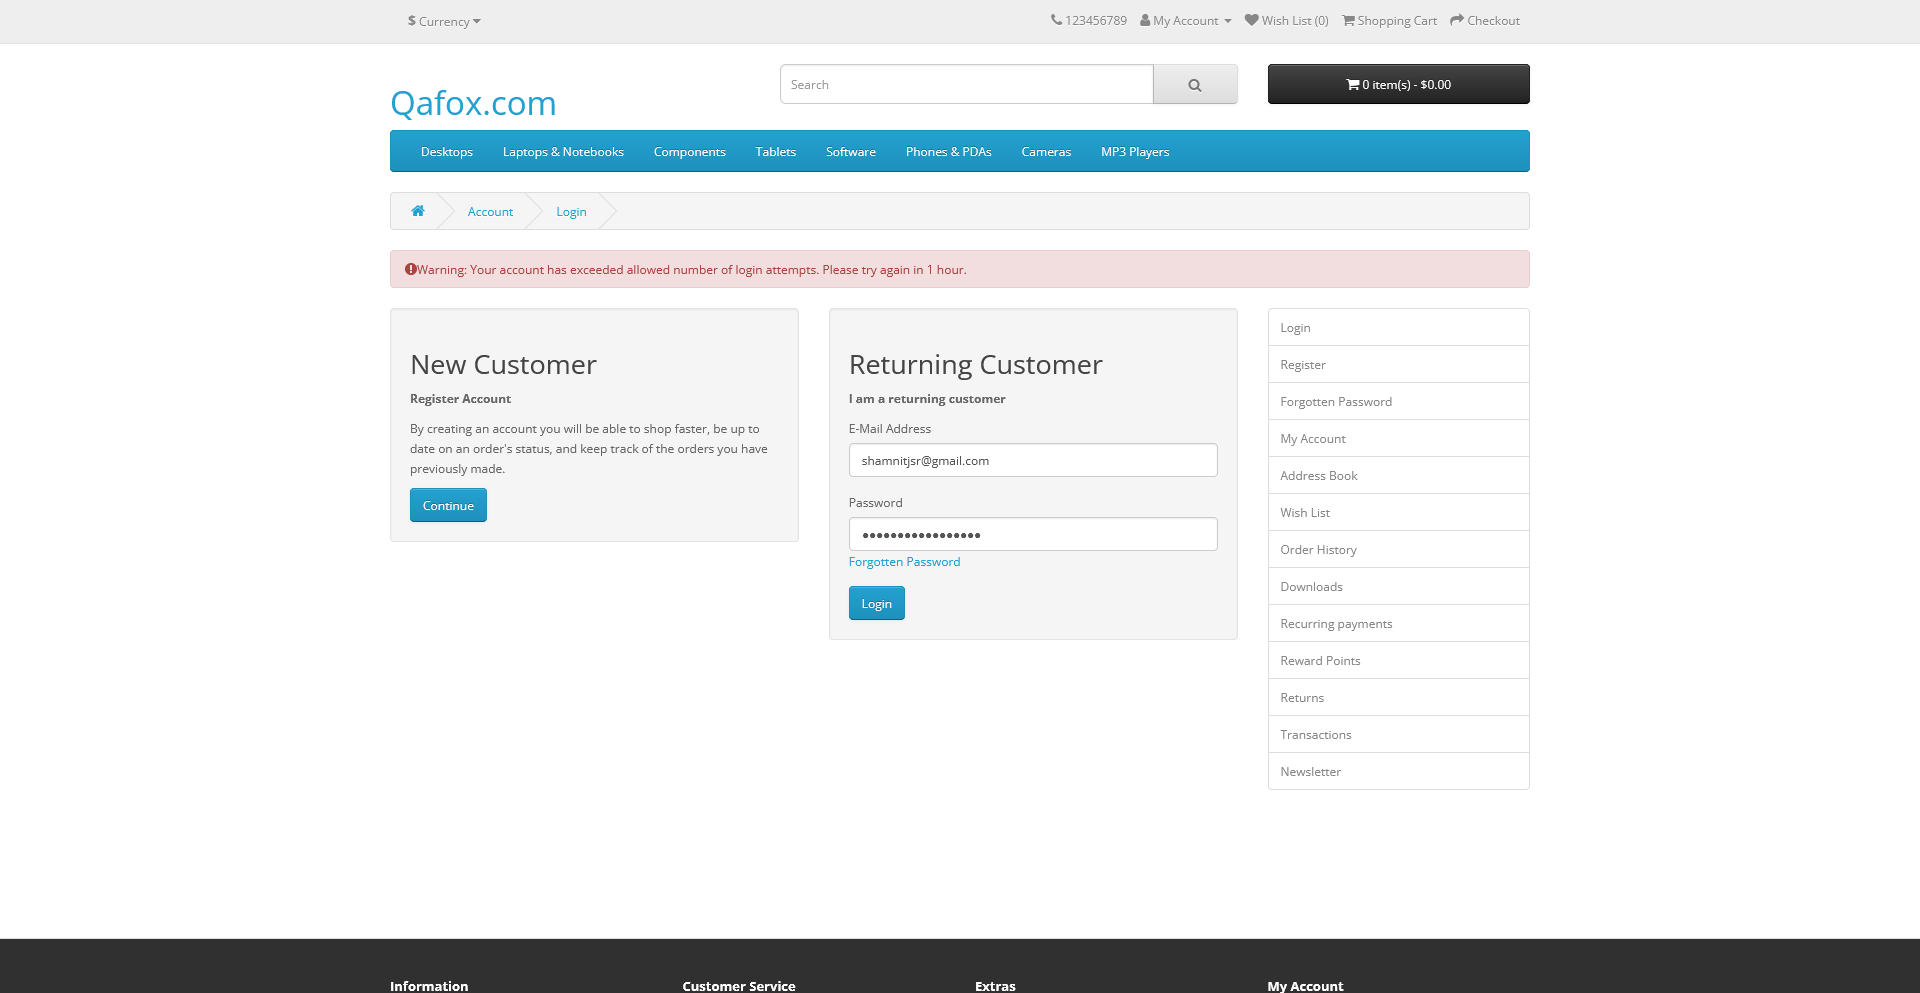 $ Currency
123456789 My Account Wish List (0) Shopping Cart Checkout
Qafox.com
Search
0 item(s) - $0.00
Desktops Laptops & Notebooks Components Tablets Software Phones & PDAs Cameras MP3 Players
Account Login
Warning: Your account has exceeded allowed number of login attempts. Please try again in 1 hour.
New Customer
Register Account
By creating an account you will be able to shop faster, be up to
date on an order's status, and keep track of the orders you have
previously made.
Continue
Returning Customer
I am a returning customer
E-Mail Address
shamnitjsr@gmail.com
Password
•••••••••••••••••
Forgotten Password
Login
Login
Register
Forgotten Password
My Account
Address Book
Wish List
Order History
Downloads
Recurring payments
Reward Points
Returns
Transactions
Newsletter
Information Customer Service Extras My Account